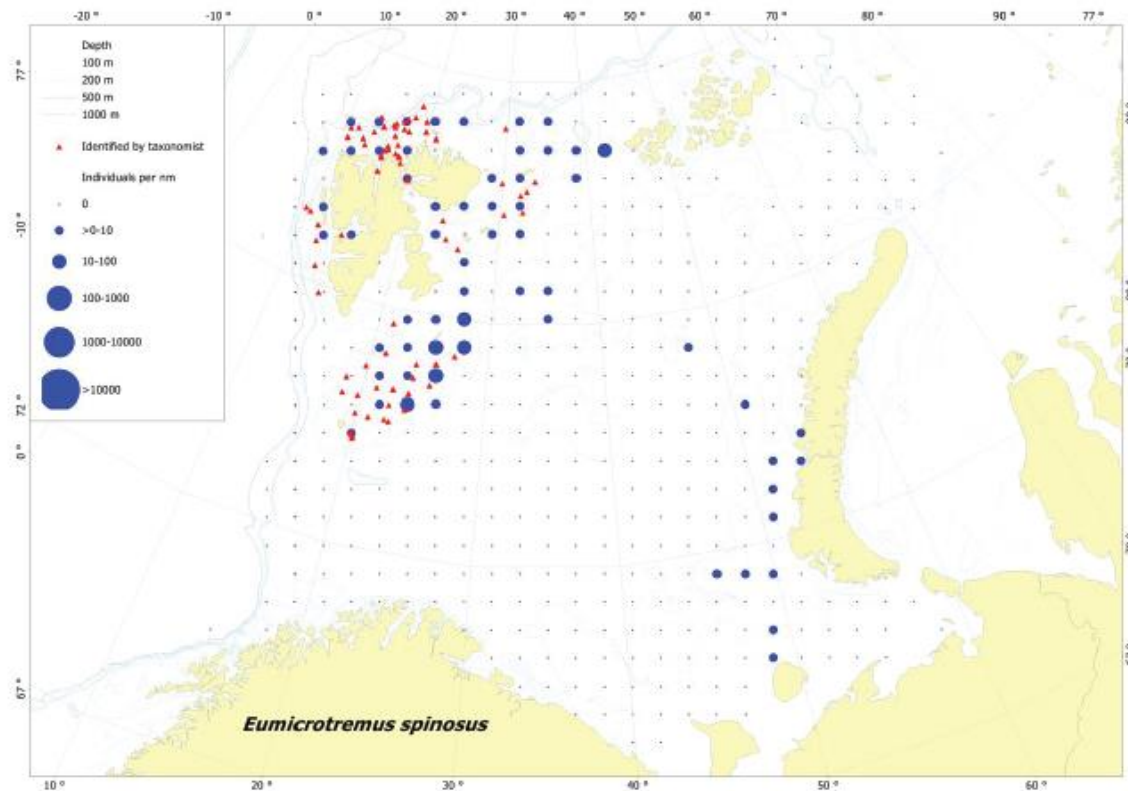 -20 ° -10 ° 0 ° 10 ° 20 ° 30 ° 40 ° 50 ° 60 ° 70 ° 80 ° 90 ° 77 °
Depth
100 m
200 m
500 m
1000 m
Identified by taxonomist
Individuals per nm
0
>0-10
10-100
100-1000
1000-10000
>10000
77 °
-10 °
72 °
0 °
67 °
Eumicrotremus spinosus
10 ° 20 ° 30 ° 40 ° 50 ° 60 °